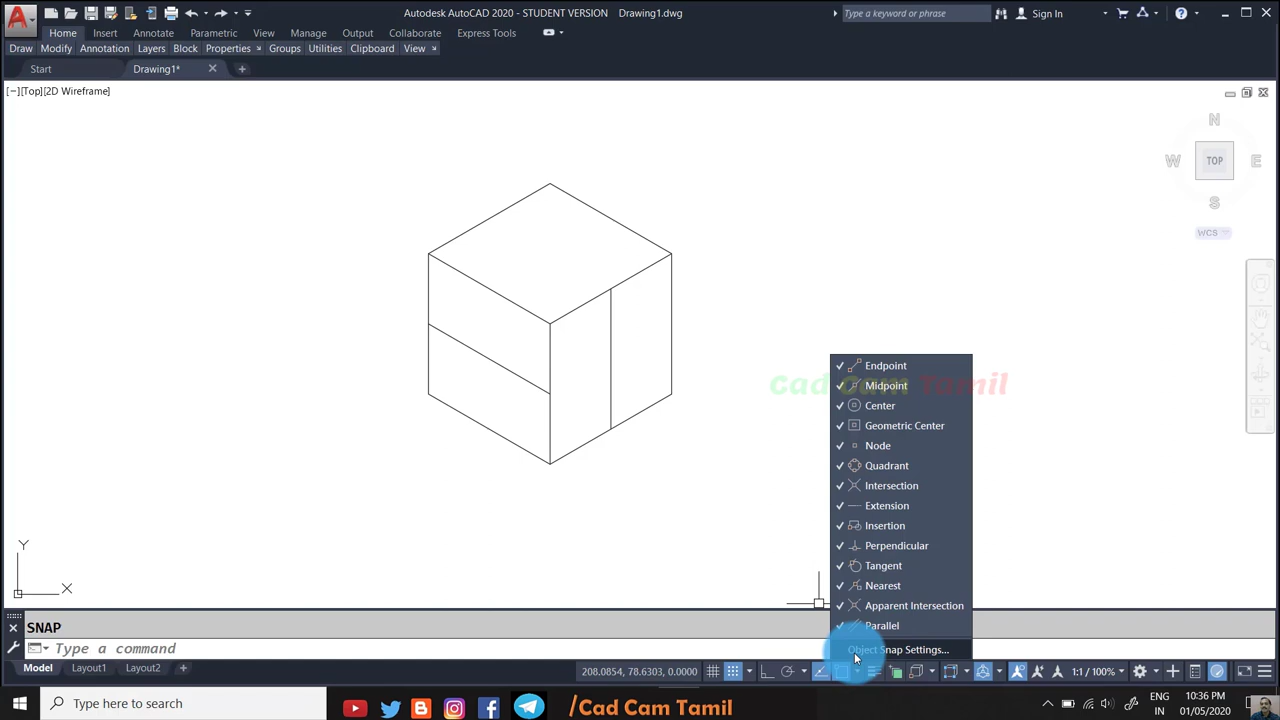 Autodesk AutoCAD 2020 - STUDENT VERSION Drawing1.dwg
Type a keyword or phrase
Sign In
Home Insert Annotate Parametric View Manage Output Collaborate Express Tools
Draw Modify Annotation Layers Block Properties Groups Utilities Clipboard View
Start Drawing1*
[−][Top][2D Wireframe]
N
W TOP E
S
WCS
Endpoint
Cad Cam Tamil
Midpoint
Center
Geometric Center
Node
Quadrant
Intersection
Extension
Insertion
Perpendicular
Tangent
Nearest
Apparent Intersection
Parallel
Object Snap Settings...
Y
X
SNAP
Type a command
Model Layout1 Layout2
208.0854, 78.6303, 0.0000
1:1 / 100%
Type here to search
/Cad Cam Tamil
ENG
IN
10:36 PM
01/05/2020